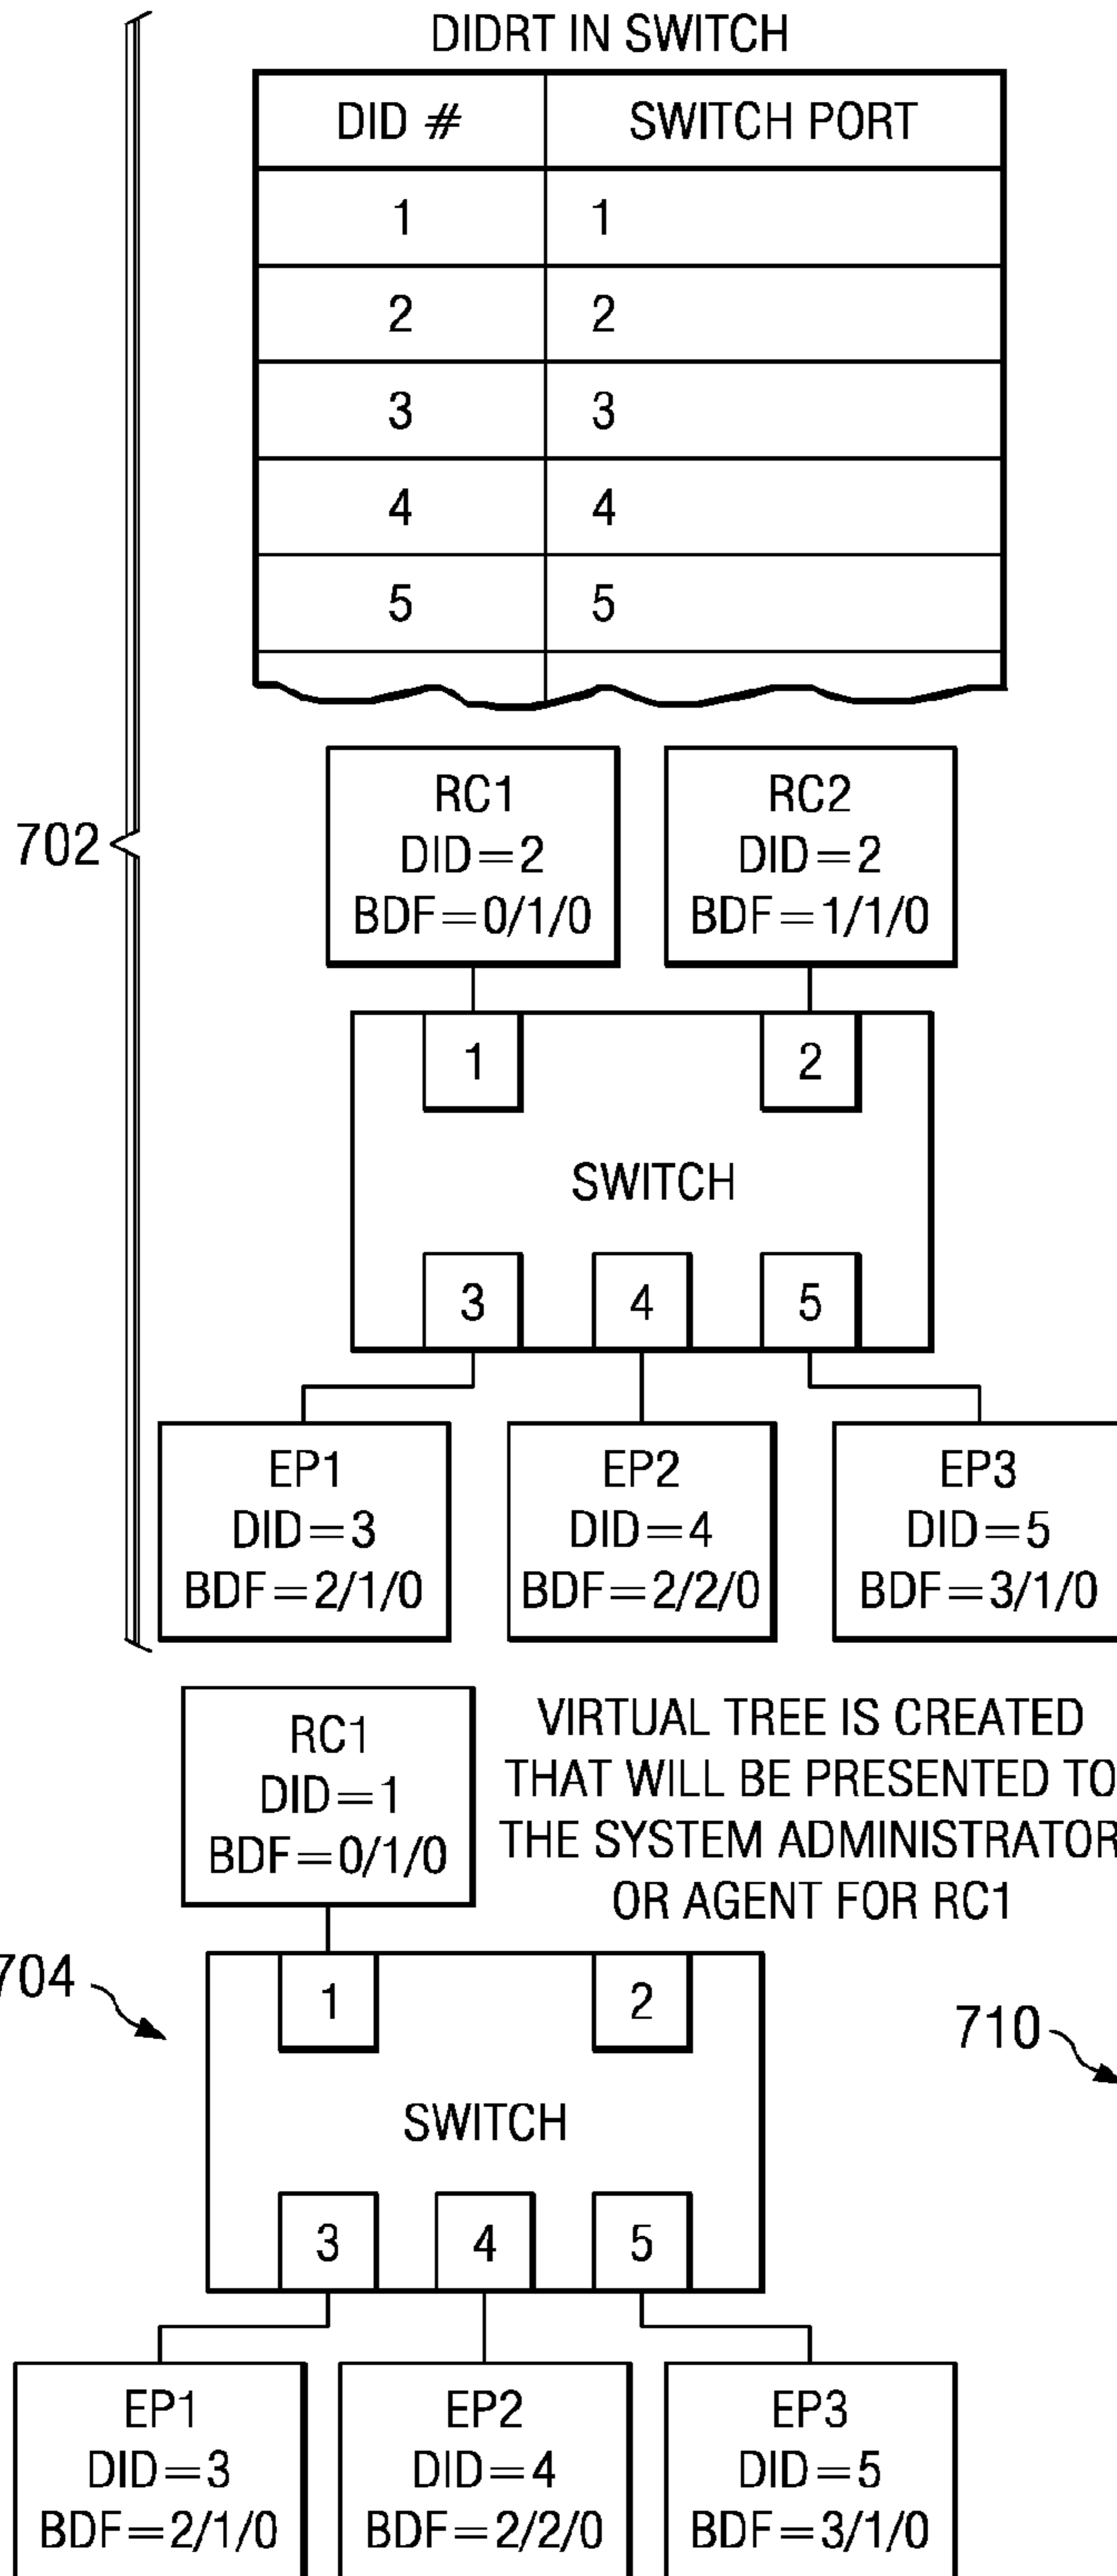 DIDRT IN SWITCH
DID # SWITCH PORT
1 1
2 2
3 3
4 4
5 5
702
RC1
DID=2
BDF=0/1/0
RC2
DID=2
BDF=1/1/0
1 2
SWITCH
3 4 5
EP1
DID=3
BDF=2/1/0
EP2
DID=4
BDF=2/2/0
EP3
DID=5
BDF=3/1/0
RC1
DID=1
BDF=0/1/0
VIRTUAL TREE IS CREATED
THAT WILL BE PRESENTED TO
THE SYSTEM ADMINISTRATOR
OR AGENT FOR RC1
704
710
1 2
SWITCH
3 4 5
EP1
DID=3
BDF=2/1/0
EP2
DID=4
BDF=2/2/0
EP3
DID=5
BDF=3/1/0